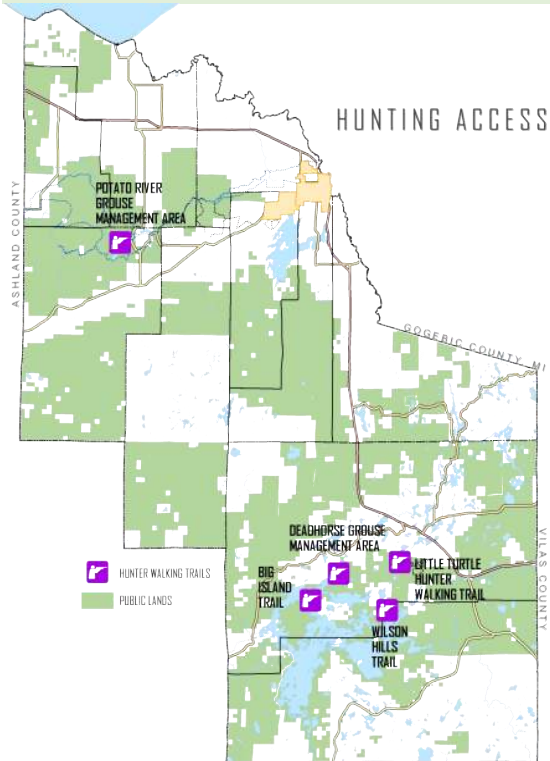 HUNTING ACCESS
ASHLAND COUNTY
POTATO RIVER
GROUSE
MANAGEMENT AREA
GOGEBIC COUNTY, MI
DEADHORSE GROUSE
MANAGEMENT AREA
LITTLE TURTLE
HUNTER
WALKING TRAIL
BIG
ISLAND
TRAIL
WILSON
HILLS
TRAIL
VILAS COUNTY
HUNTER WALKING TRAILS
PUBLIC LANDS